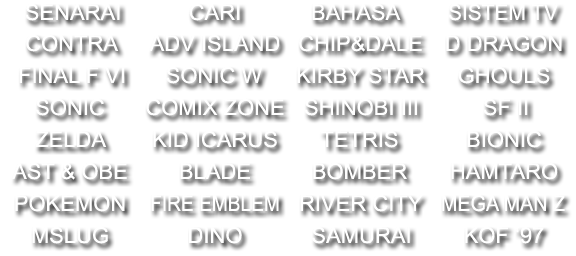 SENARAI CARI BAHASA SISTEM TV
CONTRA ADV ISLAND CHIP&DALE D DRAGON
FINAL F VI SONIC W KIRBY STAR GHOULS
SONIC COMIX ZONE SHINOBI III SF II
ZELDA KID ICARUS TETRIS BIONIC
AST & OBE BLADE BOMBER HAMTARO
POKEMON FIRE EMBLEM RIVER CITY MEGA MAN Z
MSLUG DINO SAMURAI KOF '97